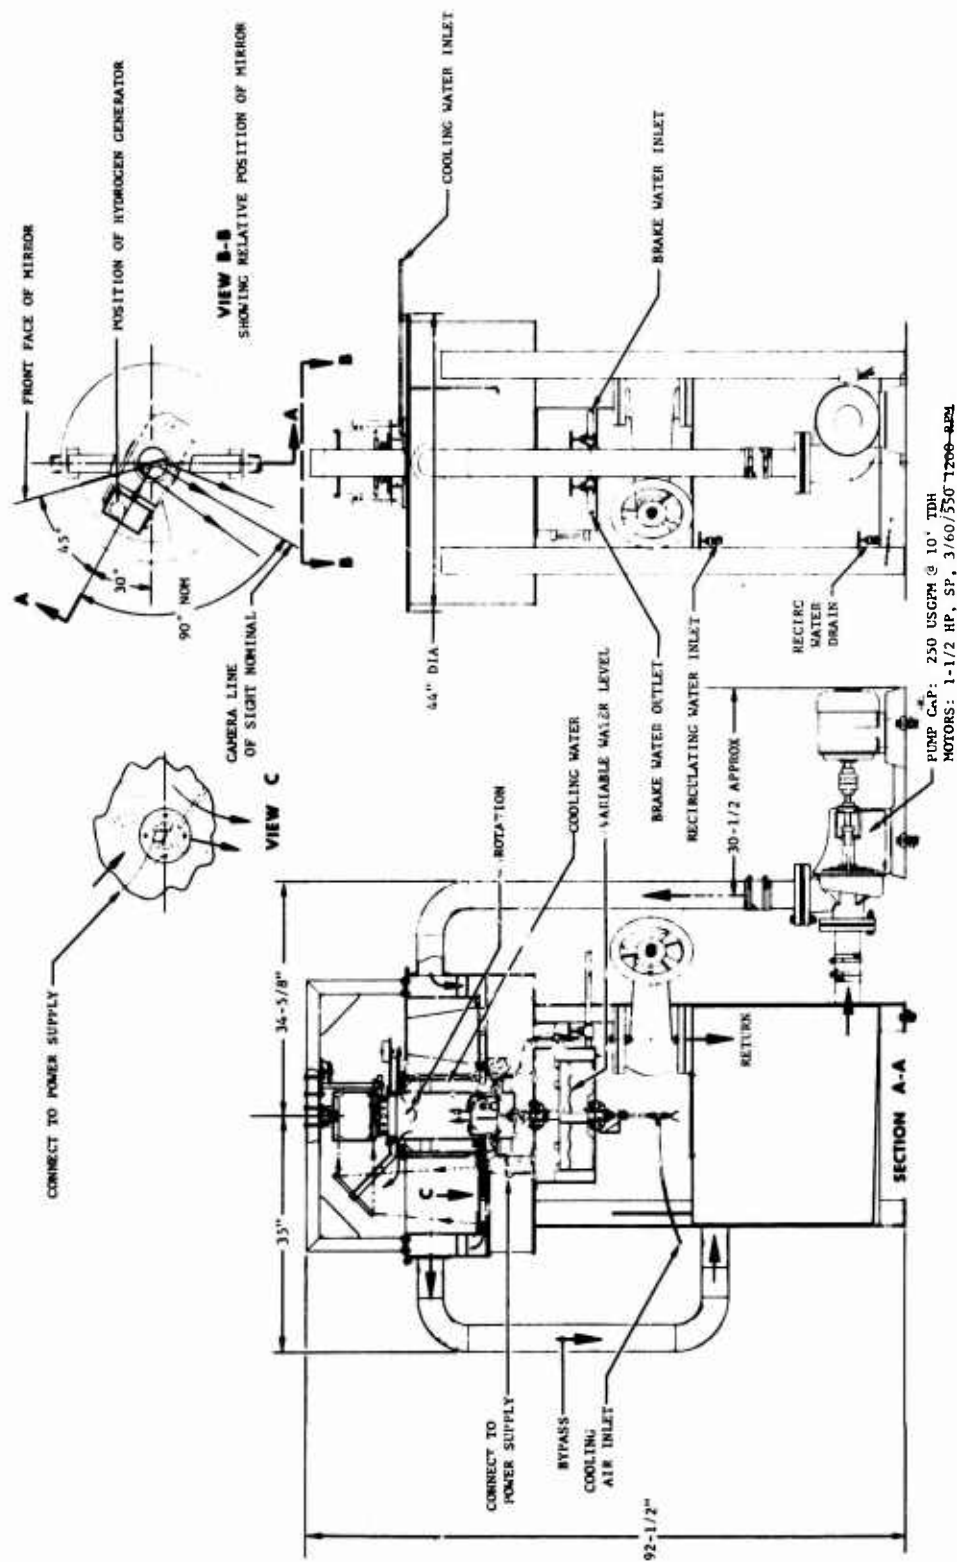 CONNECT TO POWER SUPPLY
VIEW C
FRONT FACE OF MIRROR
POSITION OF HYDROGEN GENERATOR
VIEW B-B
SHOWING RELATIVE POSITION OF MIRROR
A
45°
30°
90° NOM
CAMERA LINE
OF SIGHT NOMINAL
A
B
B
COOLING WATER INLET
44" DIA
BRAKE WATER INLET
BRAKE WATER OUTLET
RECIRCULATING WATER INLET
RECIRC
WATER
DRAIN
35"
34-5/8"
ROTATION
COOLING WATER
VARIABLE WATER LEVEL
30-1/2 APPROX
C
RETURN
CONNECT TO
POWER SUPPLY
BYPASS
COOLING
AIR INLET
92-1/2"
SECTION A-A
PUMP CAP: 250 USGPM @ 10' TDH
MOTORS: 1-1/2 HP, SP, 3/60/550 1200 RPM